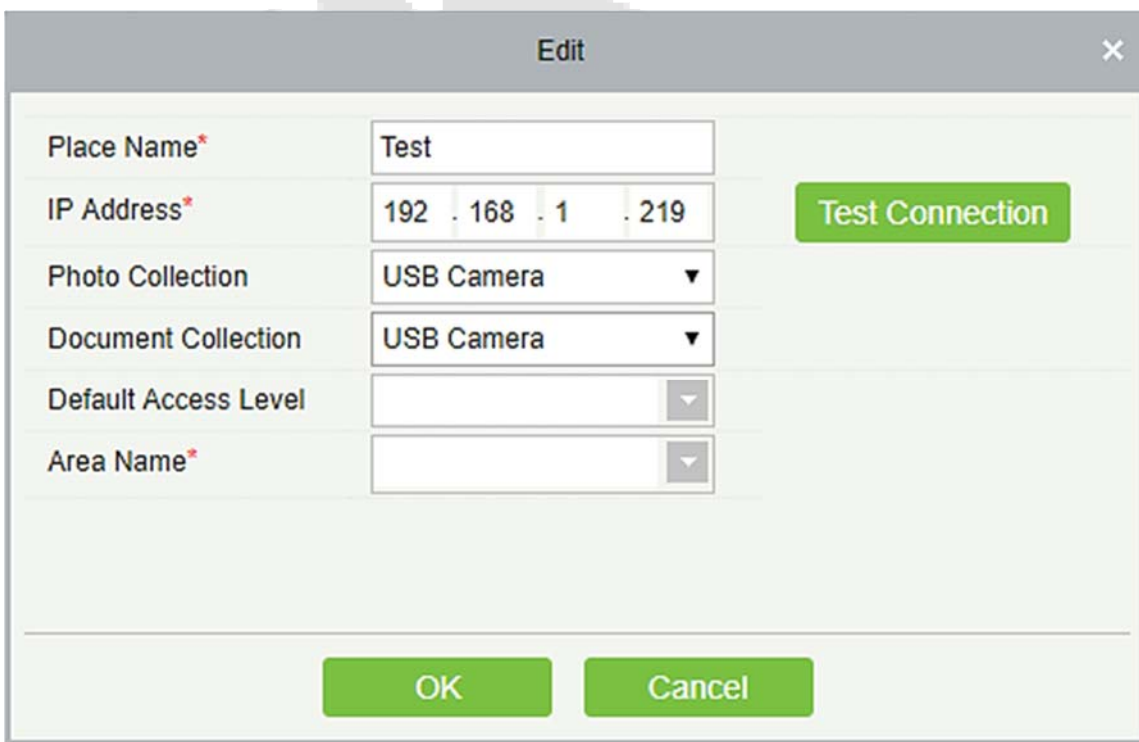 Edit
Place Name* Test
IP Address* 192 . 168 . 1 . 219 Test Connection
Photo Collection USB Camera
Document Collection USB Camera
Default Access Level
Area Name*
OK Cancel